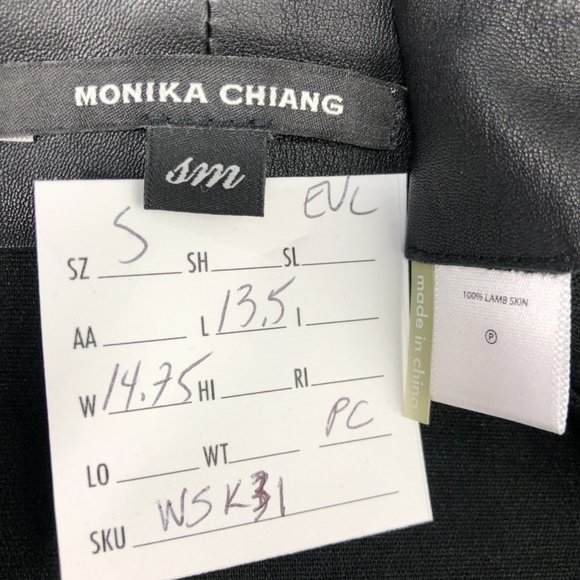 MONIKA CHIANG
sm
EVL
SZ S SH SL
AA L 13.5 I
W 14.75 HI RI
LO WT PC
SKU WSK31
made in china
100% LAMB SKIN
P